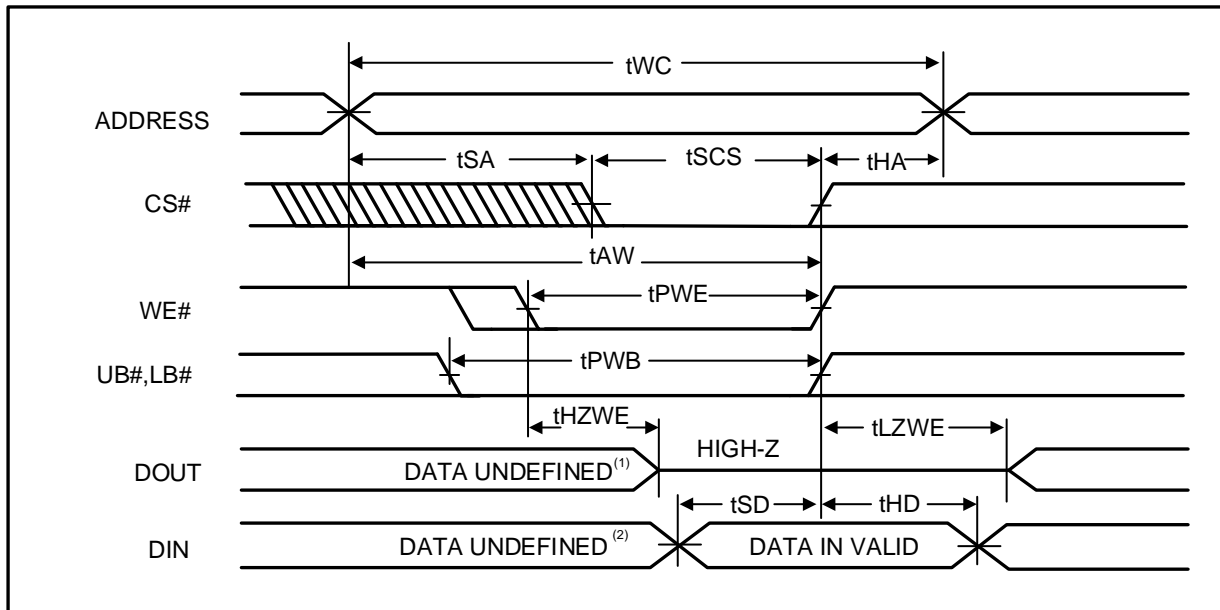 tWC
ADDRESS
tSA
tSCS
tHA
CS#
tAW
WE#
tPWE
UB#,LB#
tPWB
tHZWE
tLZWE
HIGH-Z
DOUT
DATA UNDEFINED(1)
tSD
tHD
DIN
DATA UNDEFINED(2)
DATA IN VALID